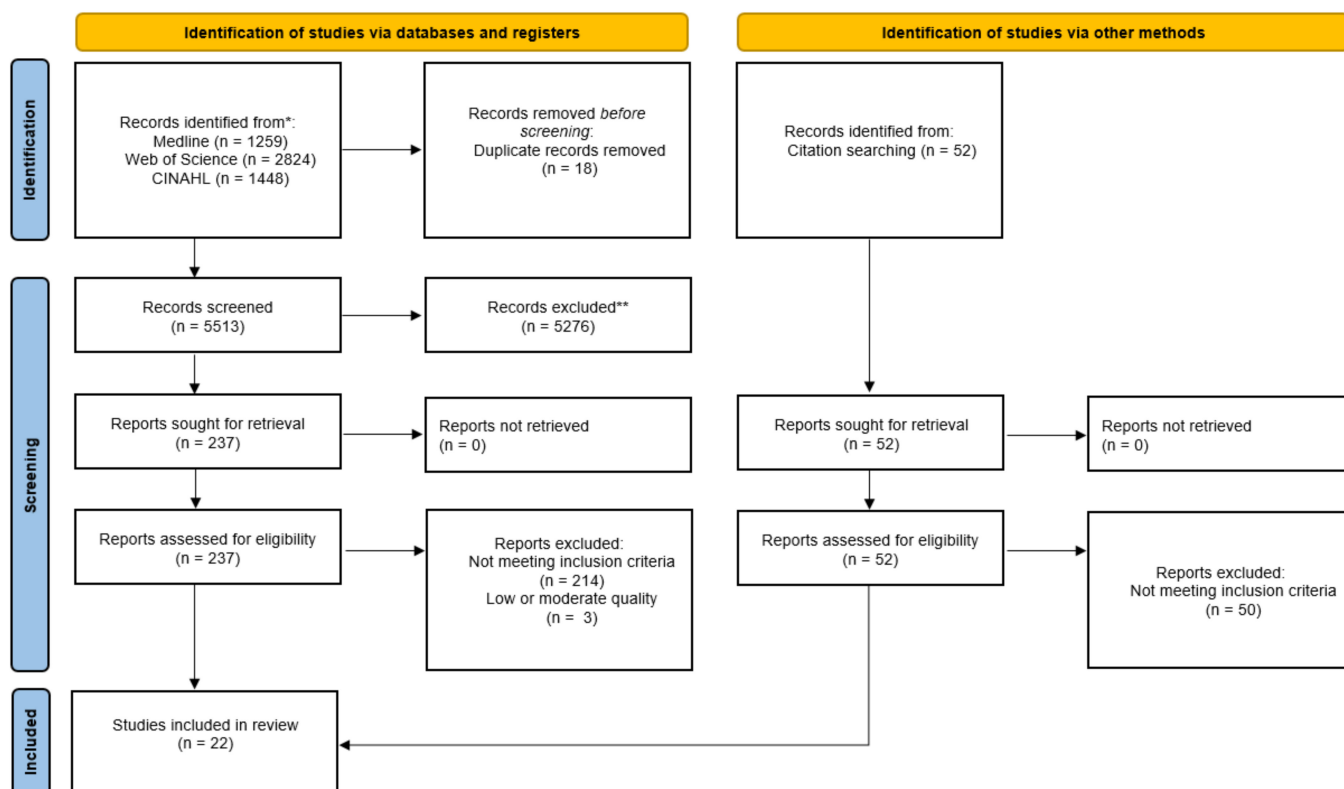 Identification of studies via databases and registers
Identification of studies via other methods
Identification
Records identified from*:
Medline (n = 1259)
Web of Science (n = 2824)
CINAHL (n = 1448)
Records removed before
screening:
Duplicate records removed
(n = 18)
Records identified from:
Citation searching (n = 52)
Screening
Records screened
(n = 5513)
Records excluded**
(n = 5276)
Reports sought for retrieval
(n = 237)
Reports not retrieved
(n = 0)
Reports sought for retrieval
(n = 52)
Reports not retrieved
(n = 0)
Reports assessed for eligibility
(n = 237)
Reports excluded:
Not meeting inclusion criteria
(n = 214)
Low or moderate quality
(n = 3)
Reports assessed for eligibility
(n = 52)
Reports excluded:
Not meeting inclusion criteria
(n = 50)
Included
Studies included in review
(n = 22)